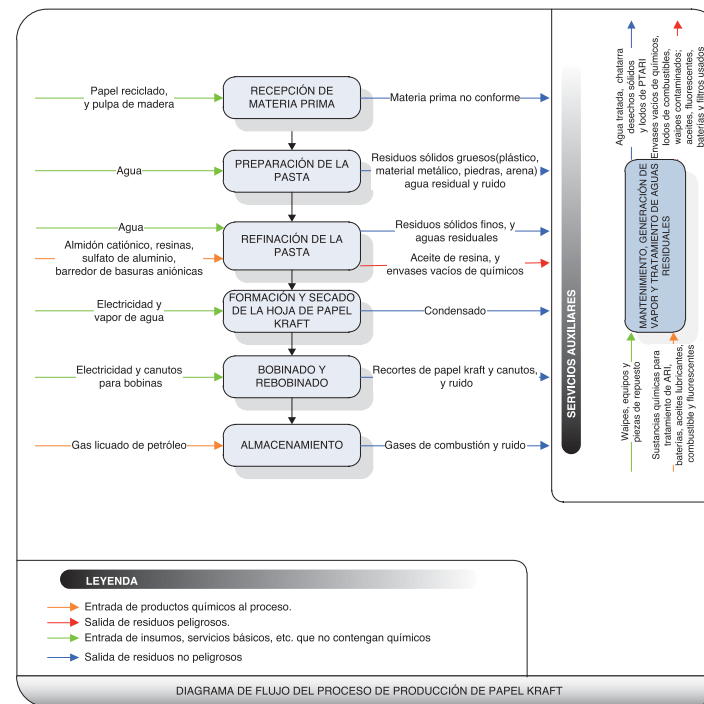 Papel reciclado,
y pulpa de madera
RECEPCIÓN DE
MATERIA PRIMA
Materia prima no conforme
Agua
PREPARACIÓN DE LA
PASTA
Residuos sólidos gruesos(plástico,
material metálico, piedras, arena)
agua residual y ruido
Agua
Almidón catiónico, resinas,
sulfato de aluminio,
barredor de basuras aniónicas
REFINACIÓN DE LA
PASTA
Residuos sólidos finos, y
aguas residuales
Aceite de resina, y
envases vacíos de químicos
Electricidad y
vapor de agua
FORMACIÓN Y SECADO
DE LA HOJA DE PAPEL
KRAFT
Condensado
Electricidad y canutos
para bobinas
BOBINADO Y
REBOBINADO
Recortes de papel kraft y canutos,
y ruido
Gas licuado de petróleo
ALMACENAMIENTO
Gases de combustión y ruido
SERVICIOS AUXILIARES
Agua tratada, chatarra
desechos sólidos
y lodos de PTARI
Envases vacíos de químicos,
lodos de combustibles,
waipes contaminados;
aceites, fluorescentes,
baterías y filtros usados
MANTENIMIENTO, GENERACIÓN DE
VAPOR Y TRATAMIENTO DE AGUAS
RESIDUALES
Waipes, equipos y
piezas de repuesto
Sustancias químicas para
tratamiento de ARI,
baterías, aceites lubricantes,
combustible y fluorescentes
LEYENDA
Entrada de productos químicos al proceso.
Salida de residuos peligrosos.
Entrada de insumos, servicios básicos, etc. que no contengan químicos
Salida de residuos no peligrosos
DIAGRAMA DE FLUJO DEL PROCESO DE PRODUCCIÓN DE PAPEL KRAFT